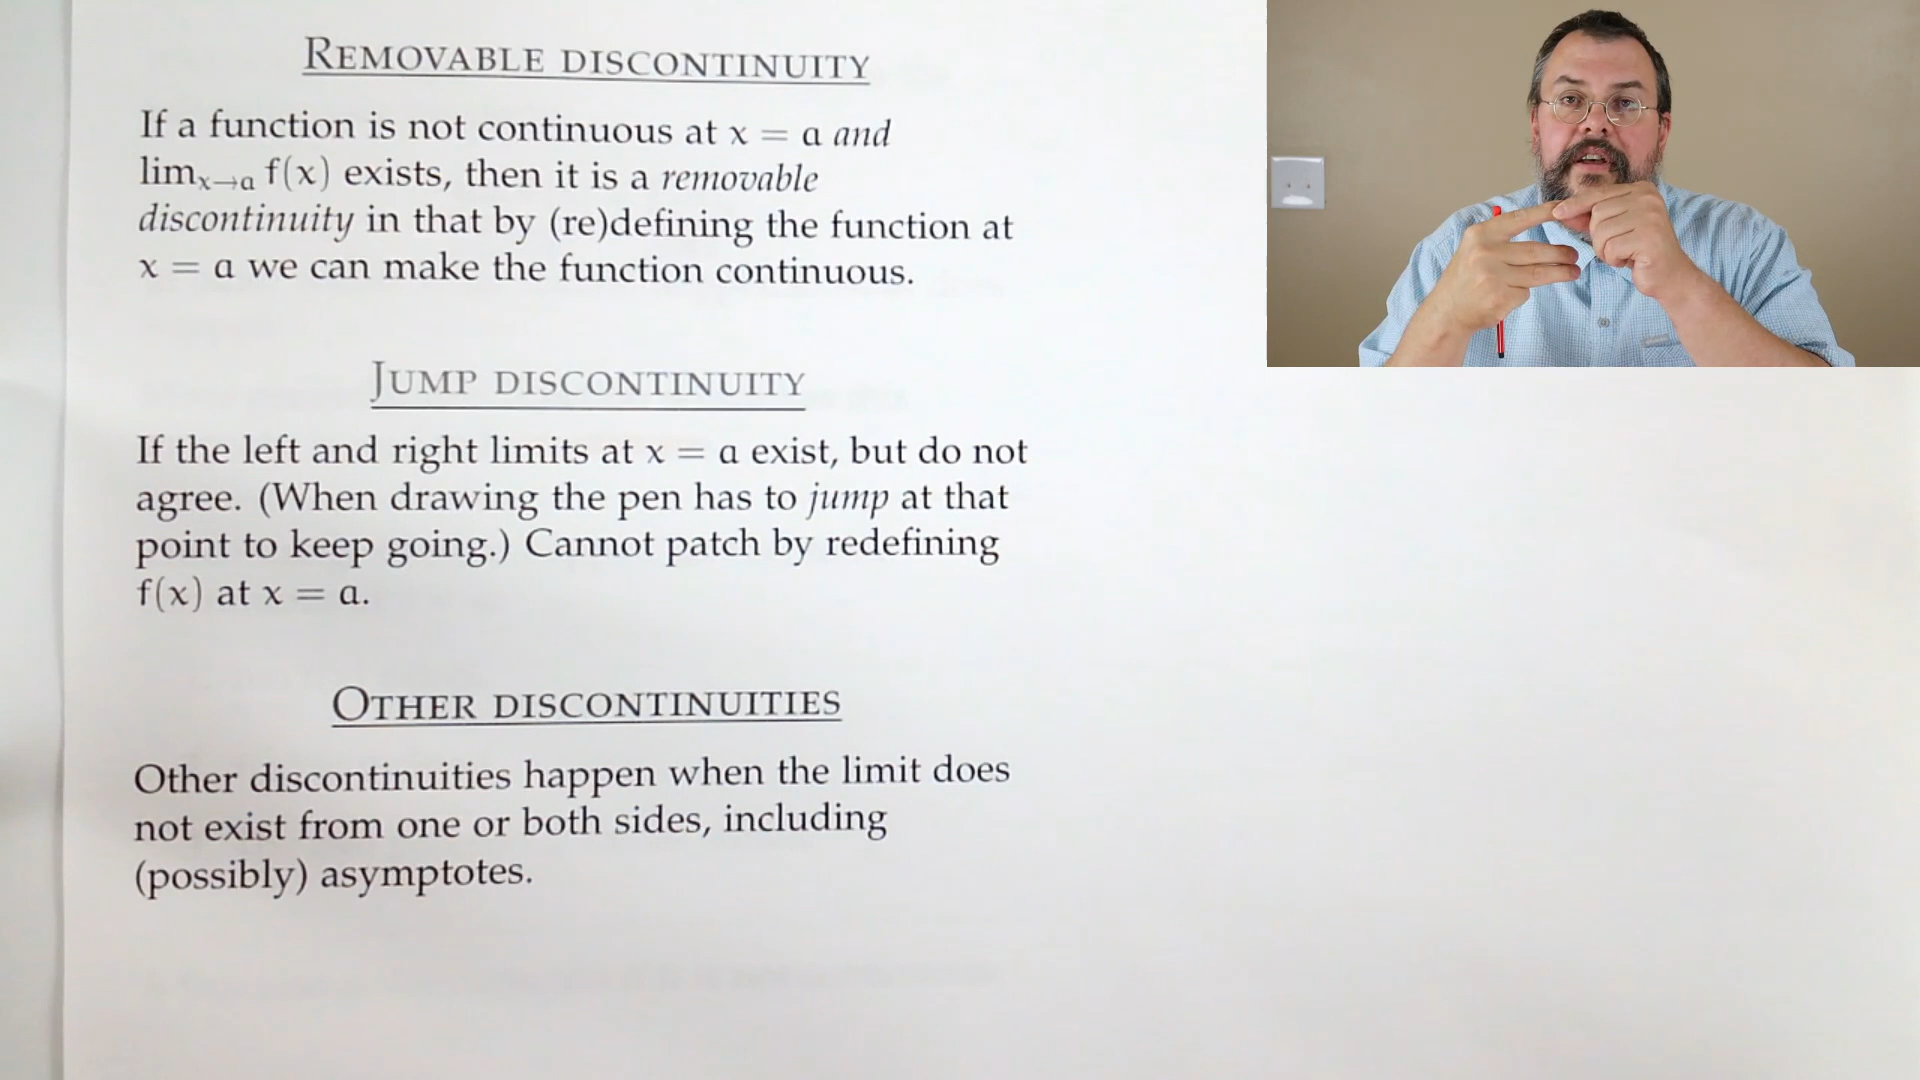 REMOVABLE DISCONTINUITY
If a function is not continuous at x = a and
lim_{x→a} f(x) exists, then it is a removable
discontinuity in that by (re)defining the function at
x = a we can make the function continuous.
JUMP DISCONTINUITY
If the left and right limits at x = a exist, but do not
agree. (When drawing the pen has to jump at that
point to keep going.) Cannot patch by redefining
f(x) at x = a.
OTHER DISCONTINUITIES
Other discontinuities happen when the limit does
not exist from one or both sides, including
(possibly) asymptotes.